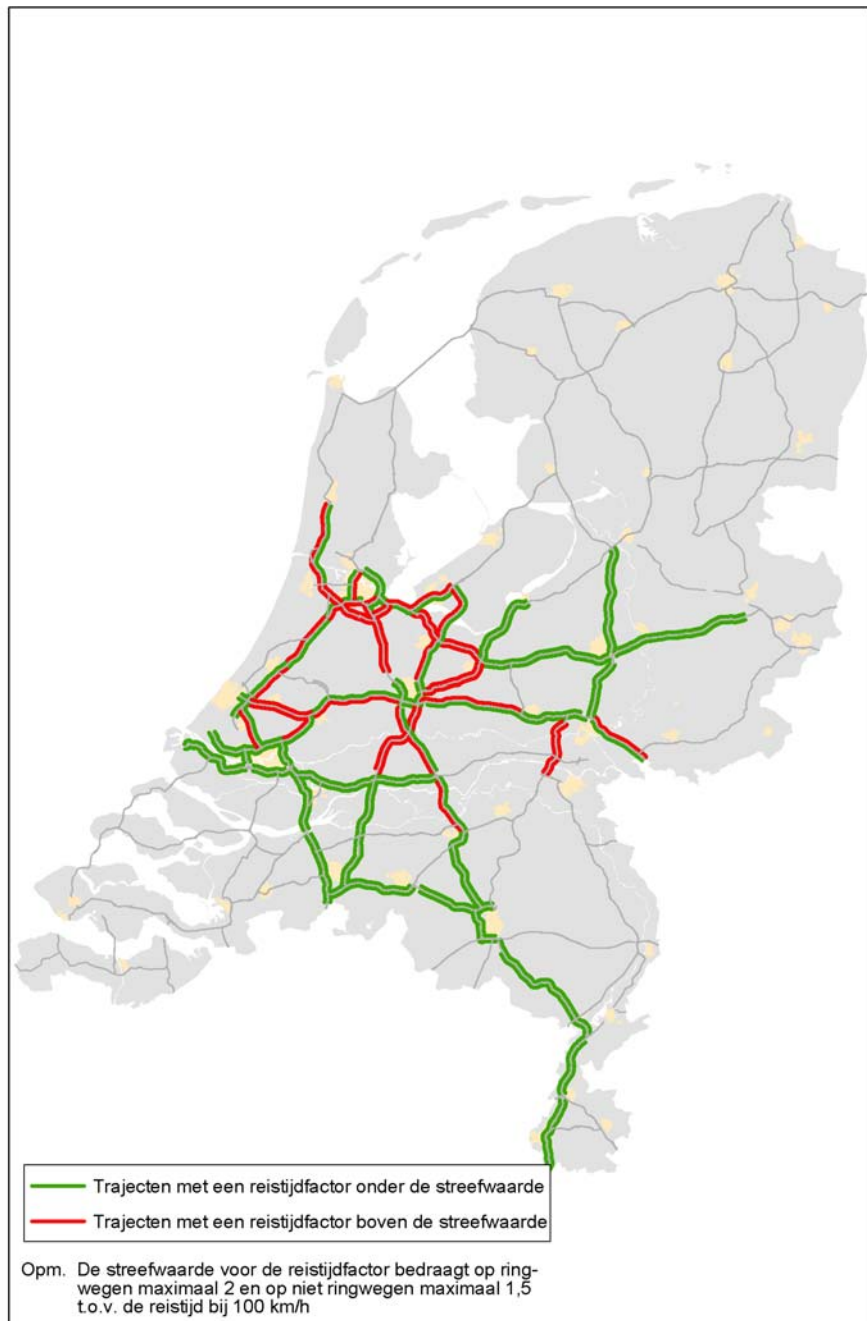 Trajecten met een reistijdfactor onder de streefwaarde
Trajecten met een reistijdfactor boven de streefwaarde
Opm. De streefwaarde voor de reistijdfactor bedraagt op ring-
wegen maximaal 2 en op niet ringwegen maximaal 1,5
t.o.v. de reistijd bij 100 km/h